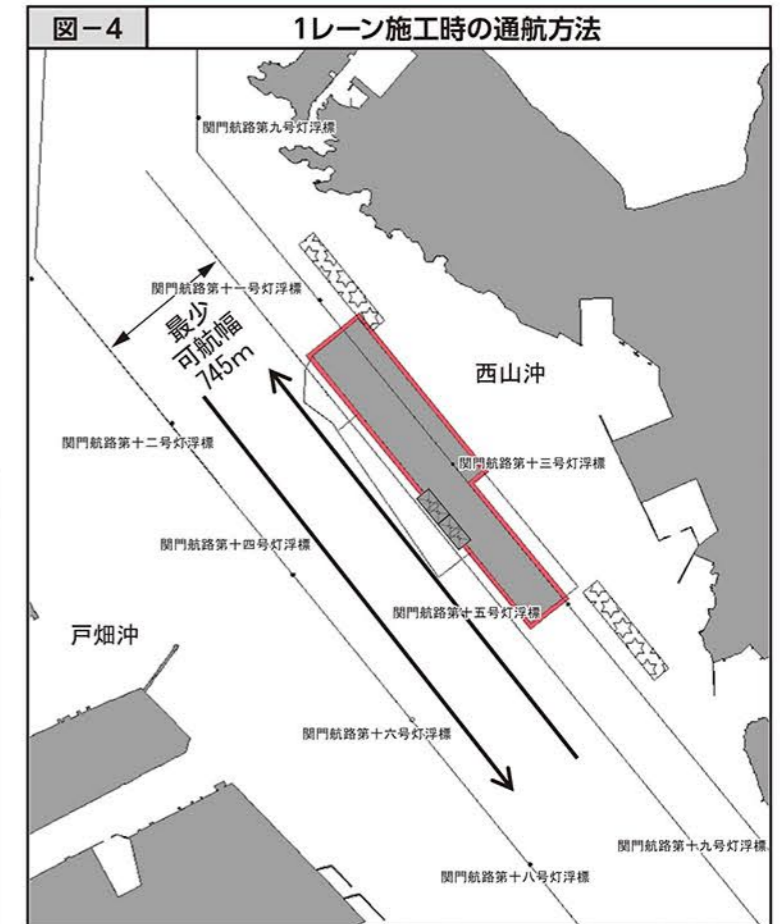 図－4
1レーン施工時の通航方法
関門航路第九号灯浮標
関門航路第十一号灯浮標
最少
可航幅
745m
西山沖
関門航路第十二号灯浮標
関門航路第十三号灯浮標
関門航路第十四号灯浮標
関門航路第十五号灯浮標
戸畑沖
関門航路第十六号灯浮標
関門航路第十九号灯浮標
関門航路第十八号灯浮標